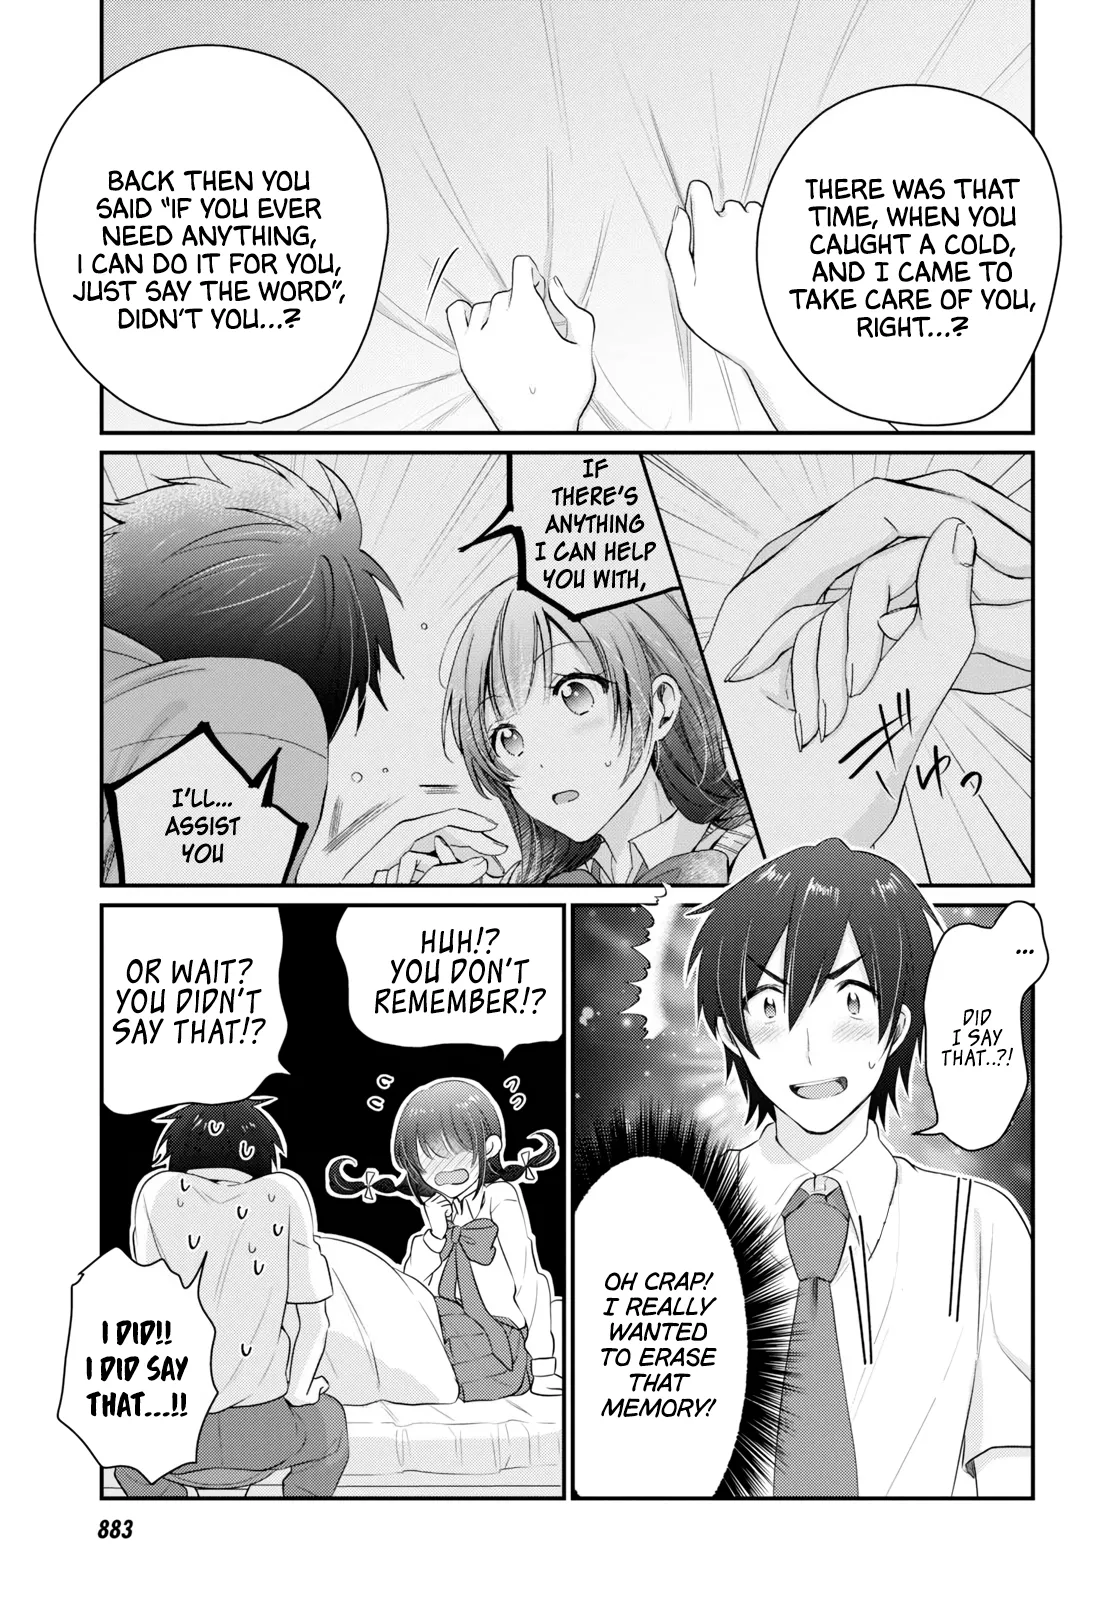 THERE WAS THAT
TIME, WHEN YOU
CAUGHT A COLD,
AND I CAME TO
TAKE CARE OF YOU,
RIGHT...?
BACK THEN YOU
SAID "IF YOU EVER
NEED ANYTHING,
I CAN DO IT FOR YOU,
JUST SAY THE WORD",
DIDN'T YOU...?
ぎゅっ
IF
THERE'S
ANYTHING
I CAN HELP
YOU WITH,
I'LL...
ASSIST
YOU
...
DID
I SAY
THAT..?!
OH CRAP!
I REALLY
WANTED
TO ERASE
THAT
MEMORY!
HUH!?
YOU DON'T
REMEMBER!?
OR WAIT?
YOU DIDN'T
SAY THAT!?
I DID!!
I DID SAY
THAT...!!
883